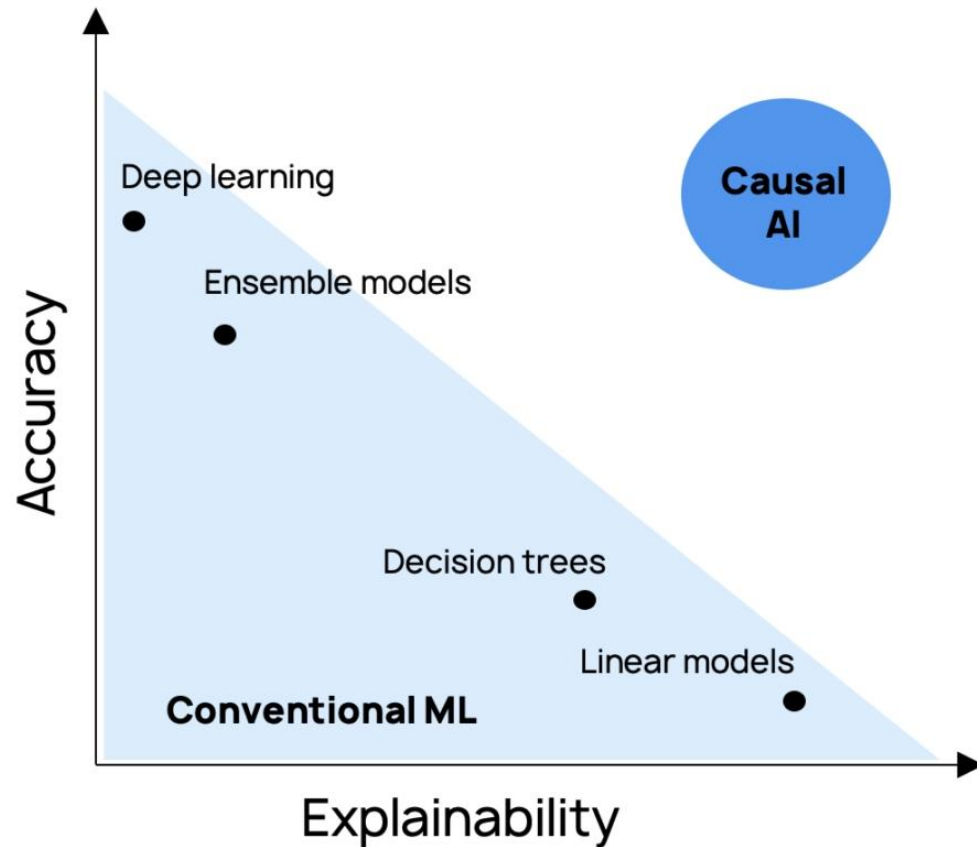 Deep learning
Causal
AI
Ensemble models
Accuracy
Decision trees
Linear models
Conventional ML
Explainability